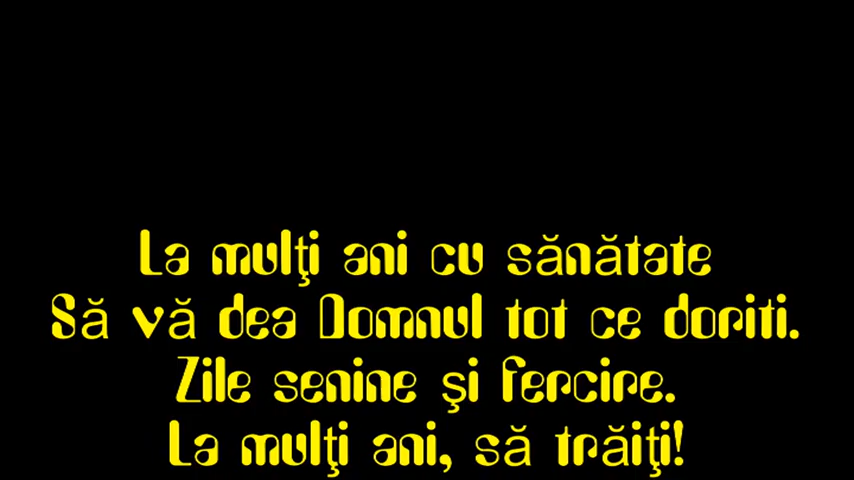 La mulţi ani cu sănătate
Să vă dea Domnul tot ce doriti.
Zile senine şi fercire.
La mulţi ani, să trăiţi!